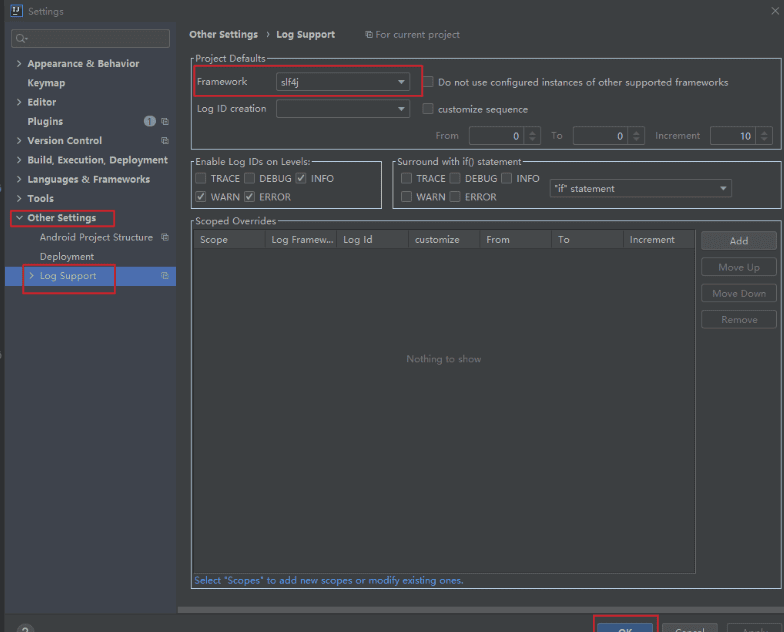 Settings
Other Settings › Log Support For current project
Appearance & Behavior
Keymap
Editor
Plugins 1
Version Control
Build, Execution, Deployment
Languages & Frameworks
Tools
Other Settings
Android Project Structure
Deployment
Log Support
Project Defaults
Framework slf4j Do not use configured instances of other supported frameworks
Log ID creation customize sequence
From 0 To 0 Increment 10
Enable Log IDs on Levels:
TRACE DEBUG INFO
WARN ERROR
Surround with if() statement
TRACE DEBUG INFO
WARN ERROR
"if" statement
Scoped Overrides
Scope Log Framew... Log Id customize From To Increment
Add
Move Up
Move Down
Remove
Nothing to show
Select "Scopes" to add new scopes or modify existing ones.
? OK Cancel Apply